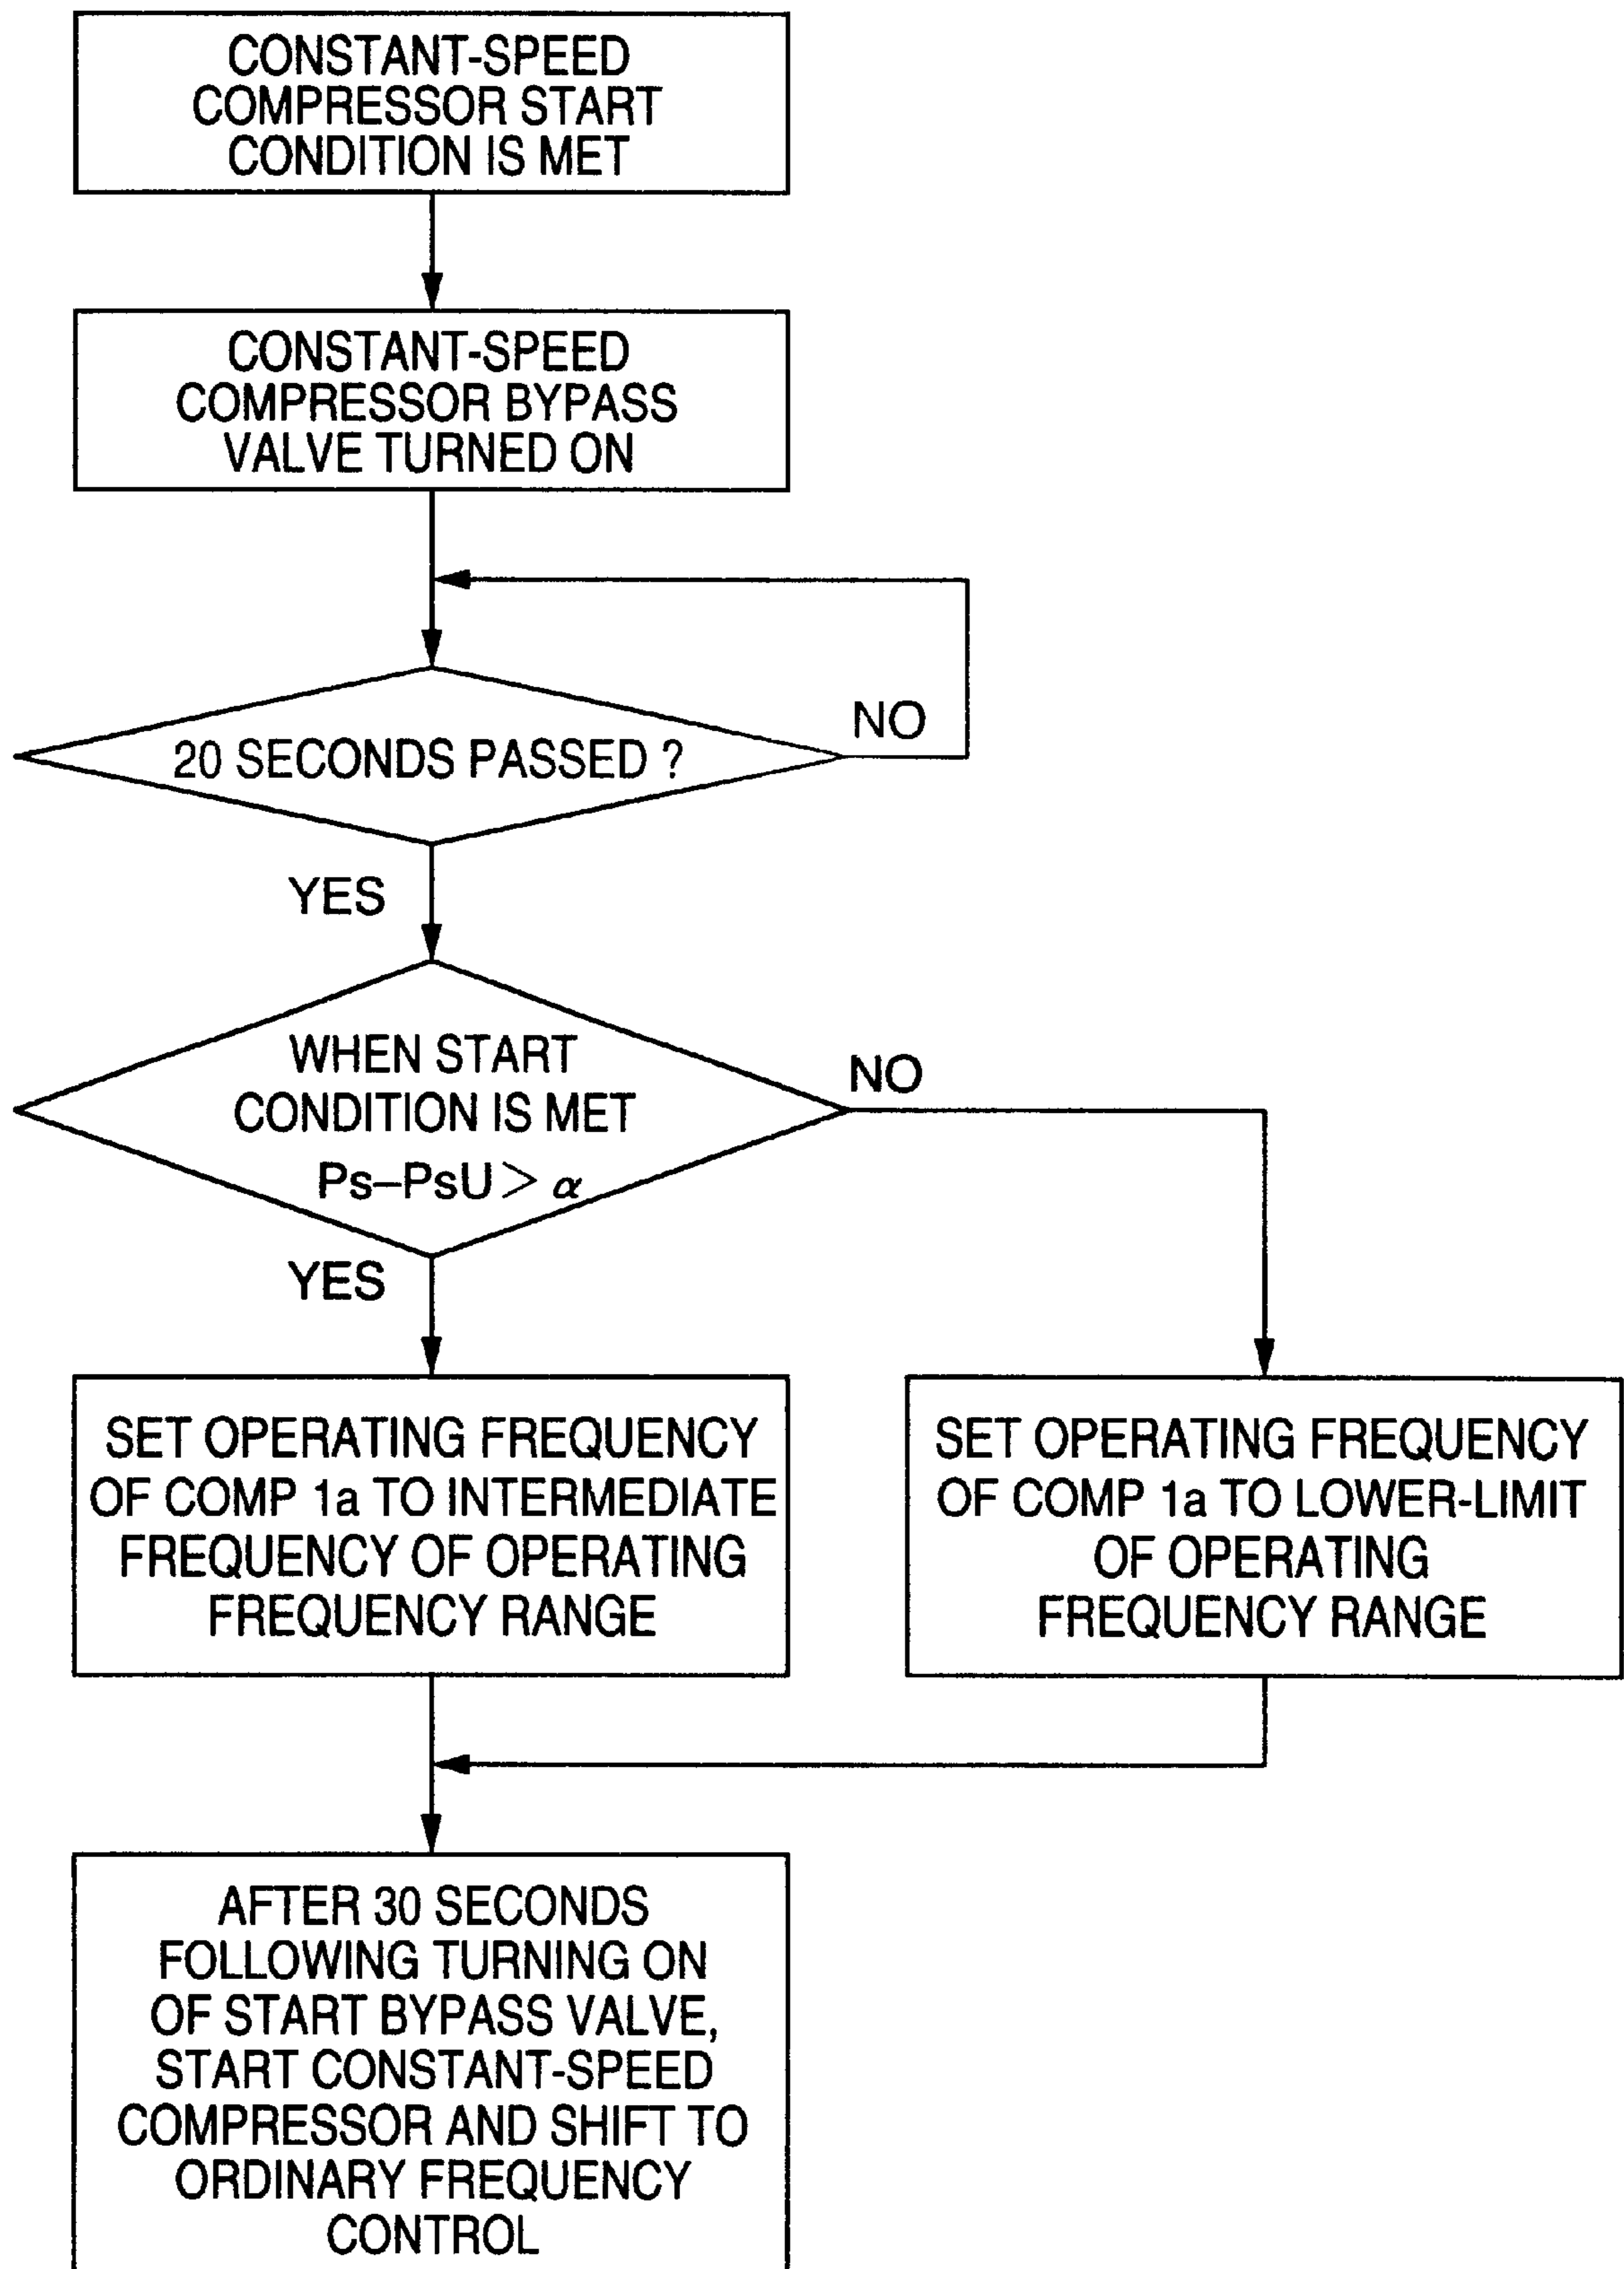 CONSTANT-SPEED
COMPRESSOR START
CONDITION IS MET
CONSTANT-SPEED
COMPRESSOR BYPASS
VALVE TURNED ON
20 SECONDS PASSED ?
NO
YES
WHEN START
CONDITION IS MET
Ps–PsU > α
NO
YES
SET OPERATING FREQUENCY
OF COMP 1a TO INTERMEDIATE
FREQUENCY OF OPERATING
FREQUENCY RANGE
SET OPERATING FREQUENCY
OF COMP 1a TO LOWER-LIMIT
OF OPERATING
FREQUENCY RANGE
AFTER 30 SECONDS
FOLLOWING TURNING ON
OF START BYPASS VALVE,
START CONSTANT-SPEED
COMPRESSOR AND SHIFT TO
ORDINARY FREQUENCY
CONTROL